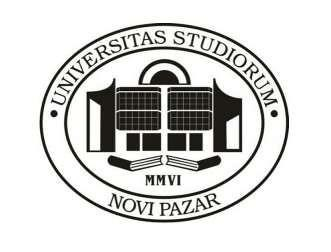 • UNIVERSITAS STUDIORUM •
MMVI
NOVI PAZAR